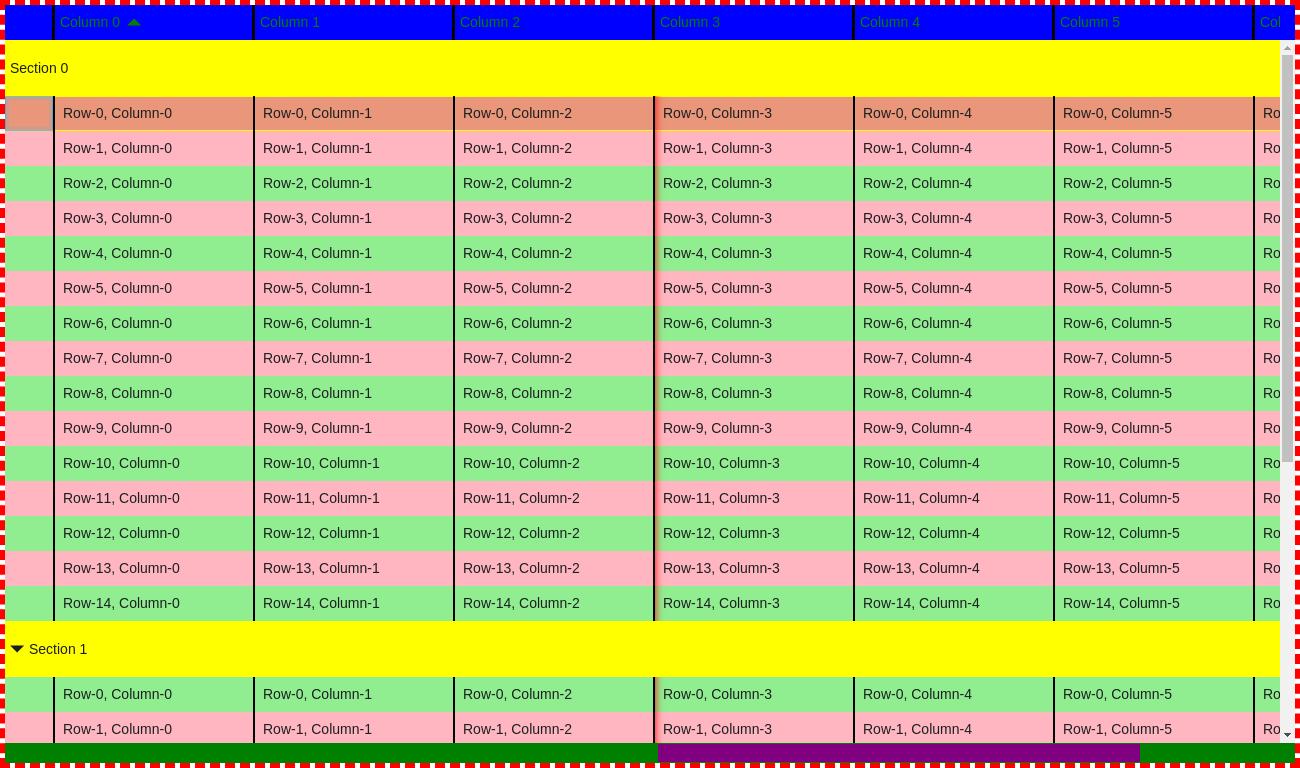 Column 0 Column 1 Column 2 Column 3 Column 4 Column 5 Col
Section 0
Row-0, Column-0 Row-0, Column-1 Row-0, Column-2 Row-0, Column-3 Row-0, Column-4 Row-0, Column-5 Ro
Row-1, Column-0 Row-1, Column-1 Row-1, Column-2 Row-1, Column-3 Row-1, Column-4 Row-1, Column-5 Ro
Row-2, Column-0 Row-2, Column-1 Row-2, Column-2 Row-2, Column-3 Row-2, Column-4 Row-2, Column-5 Ro
Row-3, Column-0 Row-3, Column-1 Row-3, Column-2 Row-3, Column-3 Row-3, Column-4 Row-3, Column-5 Ro
Row-4, Column-0 Row-4, Column-1 Row-4, Column-2 Row-4, Column-3 Row-4, Column-4 Row-4, Column-5 Ro
Row-5, Column-0 Row-5, Column-1 Row-5, Column-2 Row-5, Column-3 Row-5, Column-4 Row-5, Column-5 Ro
Row-6, Column-0 Row-6, Column-1 Row-6, Column-2 Row-6, Column-3 Row-6, Column-4 Row-6, Column-5 Ro
Row-7, Column-0 Row-7, Column-1 Row-7, Column-2 Row-7, Column-3 Row-7, Column-4 Row-7, Column-5 Ro
Row-8, Column-0 Row-8, Column-1 Row-8, Column-2 Row-8, Column-3 Row-8, Column-4 Row-8, Column-5 Ro
Row-9, Column-0 Row-9, Column-1 Row-9, Column-2 Row-9, Column-3 Row-9, Column-4 Row-9, Column-5 Ro
Row-10, Column-0 Row-10, Column-1 Row-10, Column-2 Row-10, Column-3 Row-10, Column-4 Row-10, Column-5 Ro
Row-11, Column-0 Row-11, Column-1 Row-11, Column-2 Row-11, Column-3 Row-11, Column-4 Row-11, Column-5 Ro
Row-12, Column-0 Row-12, Column-1 Row-12, Column-2 Row-12, Column-3 Row-12, Column-4 Row-12, Column-5 Ro
Row-13, Column-0 Row-13, Column-1 Row-13, Column-2 Row-13, Column-3 Row-13, Column-4 Row-13, Column-5 Ro
Row-14, Column-0 Row-14, Column-1 Row-14, Column-2 Row-14, Column-3 Row-14, Column-4 Row-14, Column-5 Ro
Section 1
Row-0, Column-0 Row-0, Column-1 Row-0, Column-2 Row-0, Column-3 Row-0, Column-4 Row-0, Column-5 Ro
Row-1, Column-0 Row-1, Column-1 Row-1, Column-2 Row-1, Column-3 Row-1, Column-4 Row-1, Column-5 Ro